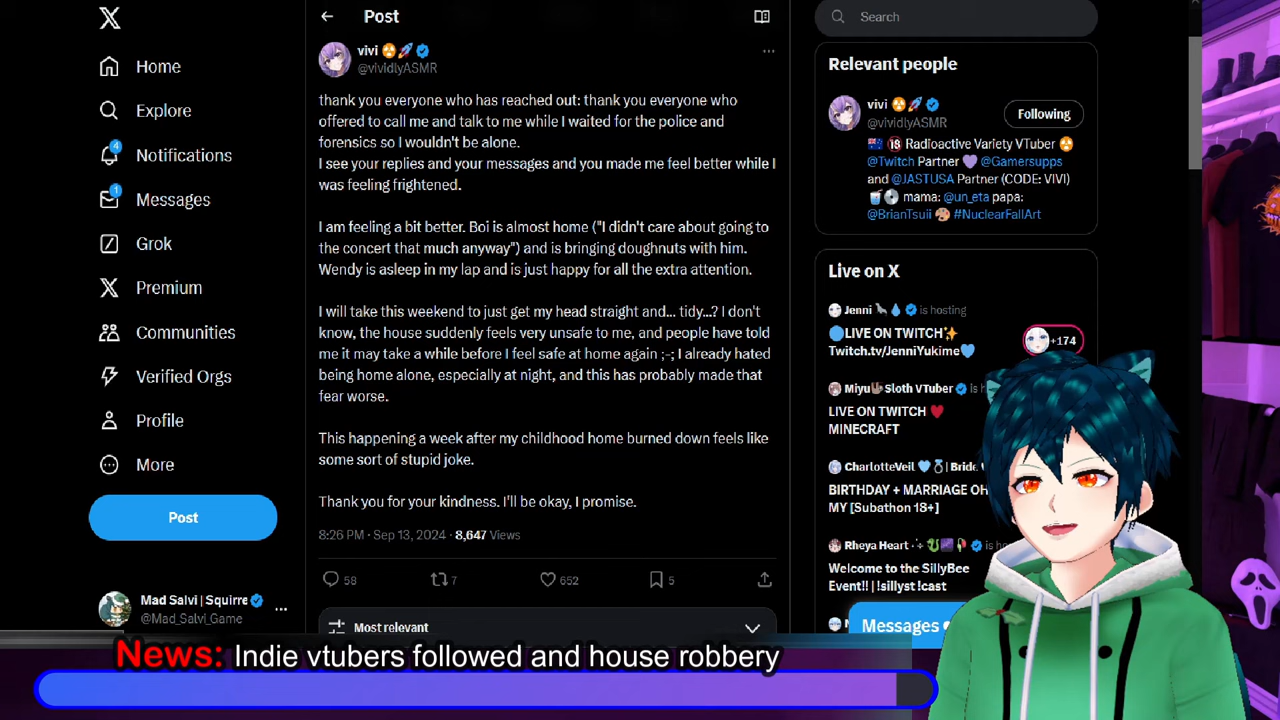 Home
Explore
4
Notifications
1
Messages
Grok
Premium
Communities
Verified Orgs
Profile
More
Post
Mad Salvi | Squirre
@Mad_Salvi_Game
Post
vivi
@vividlyASMR
thank you everyone who has reached out: thank you everyone who
offered to call me and talk to me while I waited for the police and
forensics so I wouldn't be alone.
I see your replies and your messages and you made me feel better while I
was feeling frightened.
I am feeling a bit better. Boi is almost home ("I didn't care about going to
the concert that much anyway") and is bringing doughnuts with him.
Wendy is asleep in my lap and is just happy for all the extra attention.
I will take this weekend to just get my head straight and... tidy...? I don't
know, the house suddenly feels very unsafe to me, and people have told
me it may take a while before I feel safe at home again ;-; I already hated
being home alone, especially at night, and this has probably made that
fear worse.
This happening a week after my childhood home burned down feels like
some sort of stupid joke.
Thank you for your kindness. I'll be okay, I promise.
8:26 PM · Sep 13, 2024 · 8,647 Views
58
7
652
5
Most relevant
Search
Relevant people
vivi
@vividlyASMR
Following
🇦🇺 🔞 Radioactive Variety VTuber ☢️
@Twitch Partner 💜 @Gamersupps
and @JASTUSA Partner (CODE: VIVI)
mama: @un_eta papa:
@BrianTsuii 🎨 #NuclearFallArt
Live on X
Jenni is hosting
🔵LIVE ON TWITCH✨
Twitch.tv/JenniYukime💙
+174
Miyu🦥Sloth VTuber is h
LIVE ON TWITCH ♥
MINECRAFT
CharlotteVeil 💙💍| Bride
BIRTHDAY + MARRIAGE OH
MY [Subathon 18+]
Rheya Heart is ho
Welcome to the SillyBee
Event!! | !sillyst !cast
Messages
News: Indie vtubers followed and house robbery